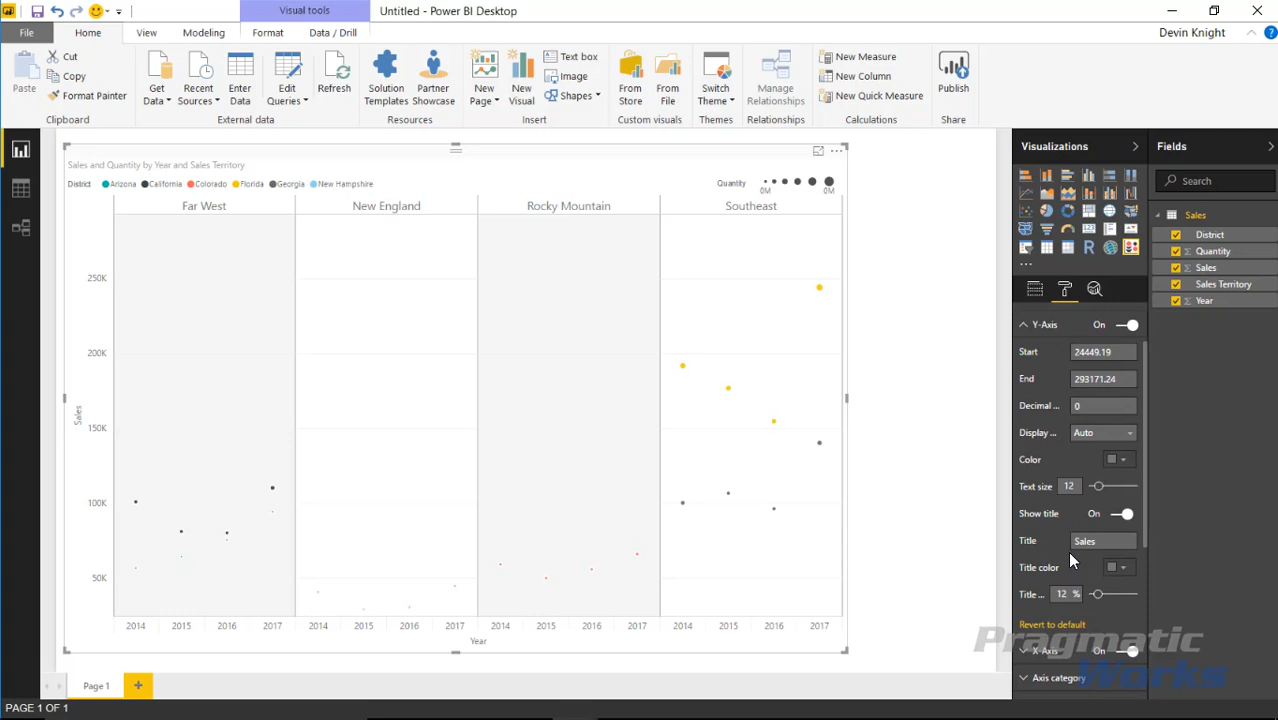 Visual tools
Untitled - Power BI Desktop
File
Home
View
Modeling
Format
Data / Drill
Devin Knight
Paste
Cut
Copy
Format Painter
Clipboard
Get Data
Recent Sources
Enter Data
Edit Queries
Refresh
External data
Solution Templates
Partner Showcase
Resources
New Page
New Visual
Text box
Image
Shapes
Insert
From Store
From File
Custom visuals
Switch Theme
Themes
Manage Relationships
Relationships
New Measure
New Column
New Quick Measure
Calculations
Publish
Share
Sales and Quantity by Year and Sales Territory
District Arizona California Colorado Florida Georgia New Hampshire
Quantity
0M 0M
Far West New England Rocky Mountain Southeast
250K
200K
150K
100K
50K
Sales
2014 2015 2016 2017 2014 2015 2016 2017 2014 2015 2016 2017 2014 2015 2016 2017
Year
Visualizations
R
Y-Axis On
Start 24449.19
End 293171.24
Decimal ... 0
Display ... Auto
Color
Text size 12
Show title On
Title Sales
Title color
Title ... 12 %
Revert to default
X-Axis On
Axis category
Fields
Search
Sales
District
Σ Quantity
Σ Sales
Sales Territory
Σ Year
Pragmatic
Works
Page 1
PAGE 1 OF 1